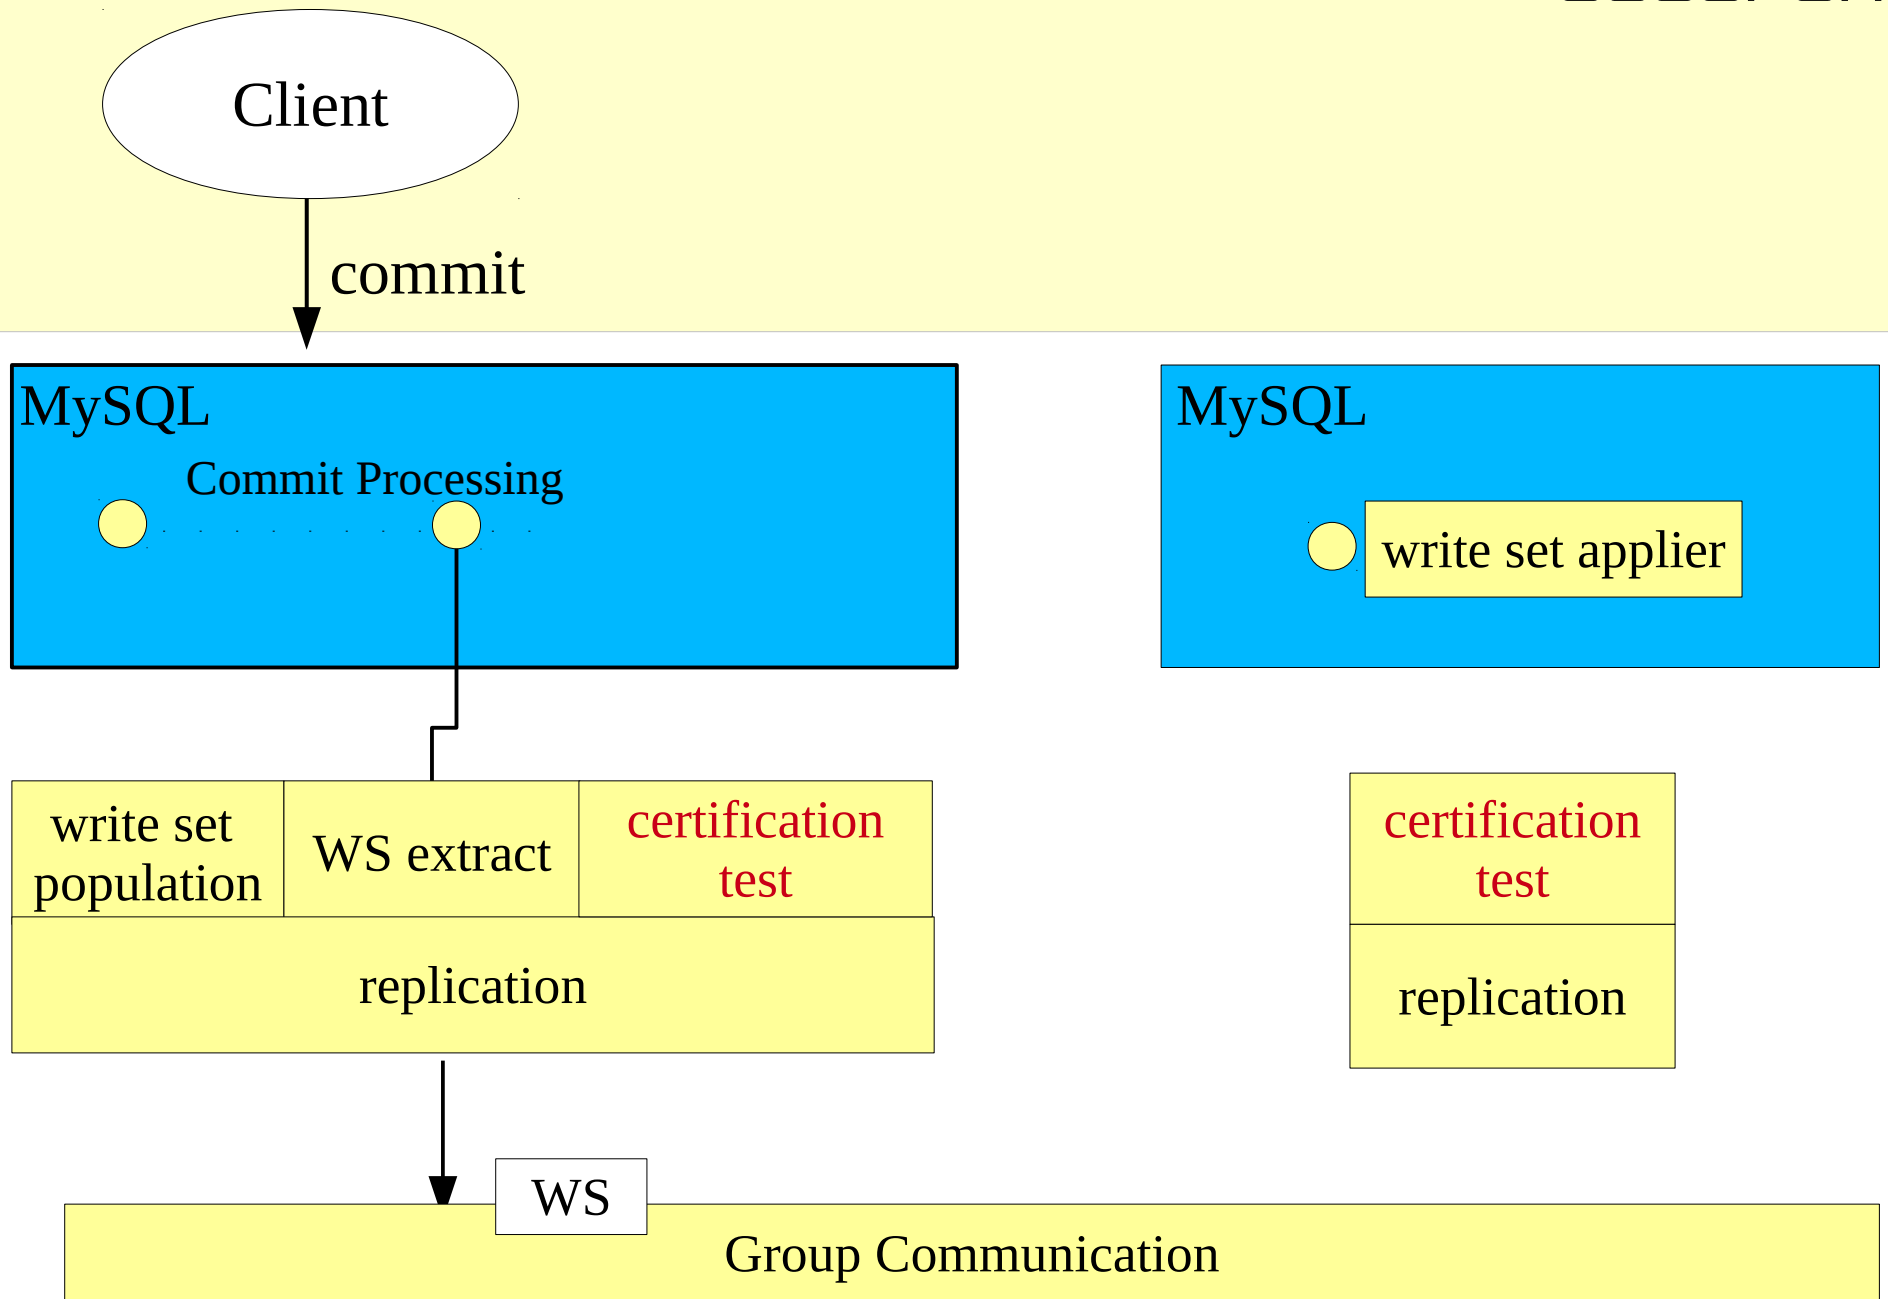 Client
commit
MySQL
Commit Processing
MySQL
write set applier
write set
population
WS extract
certification
test
replication
certification
test
replication
WS
Group Communication